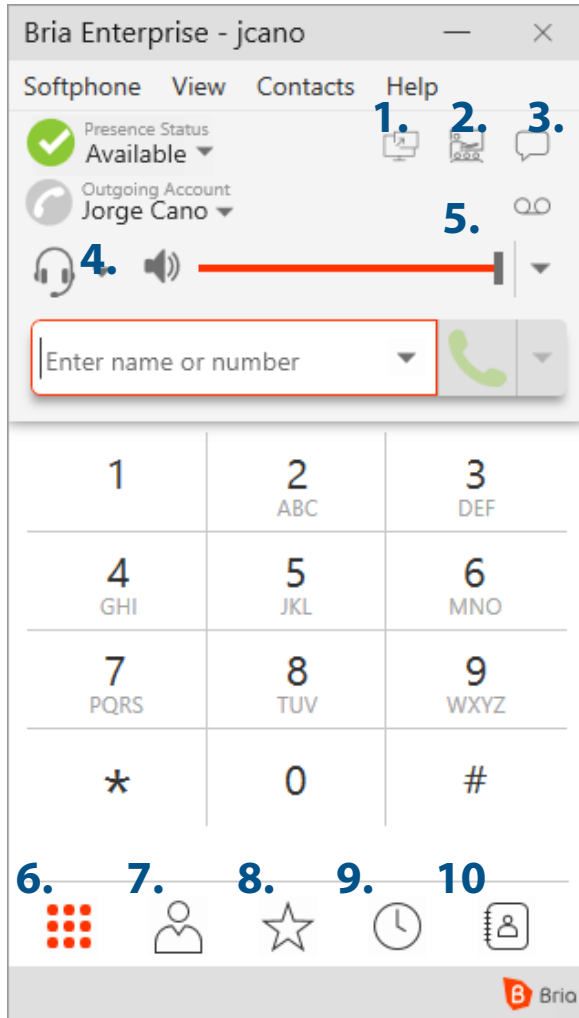 Bria Enterprise - jcano
Softphone View Contacts Help
1. 2. 3.
Presence Status
Available
Outgoing Account
Jorge Cano
5.
4.
Enter name or number
1 2 3
ABC DEF
4 5 6
GHI JKL MNO
7 8 9
PQRS TUV WXYZ
* 0 #
6. 7. 8. 9. 10
B Bria